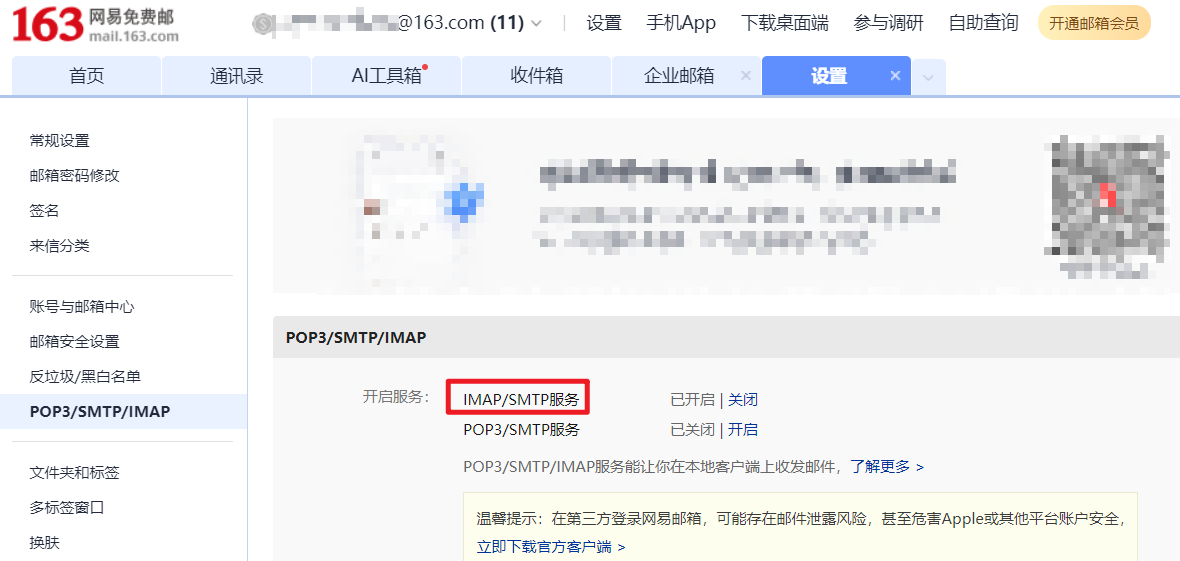 163 网易免费邮
mail.163.com
@163.com (11)
设置 手机App 下载桌面端 参与调研 自助查询 开通邮箱会员
首页 通讯录 AI工具箱 收件箱 企业邮箱 × 设置 ×
常规设置
邮箱密码修改
签名
来信分类
账号与邮箱中心
邮箱安全设置
反垃圾/黑白名单
POP3/SMTP/IMAP
文件夹和标签
多标签窗口
换肤
POP3/SMTP/IMAP
开启服务: IMAP/SMTP服务 已开启 | 关闭
POP3/SMTP服务 已关闭 | 开启
POP3/SMTP/IMAP服务能让你在本地客户端上收发邮件，了解更多 >
温馨提示：在第三方登录网易邮箱，可能存在邮件泄露风险，甚至危害Apple或其他平台账户安全，
立即下载官方客户端 >